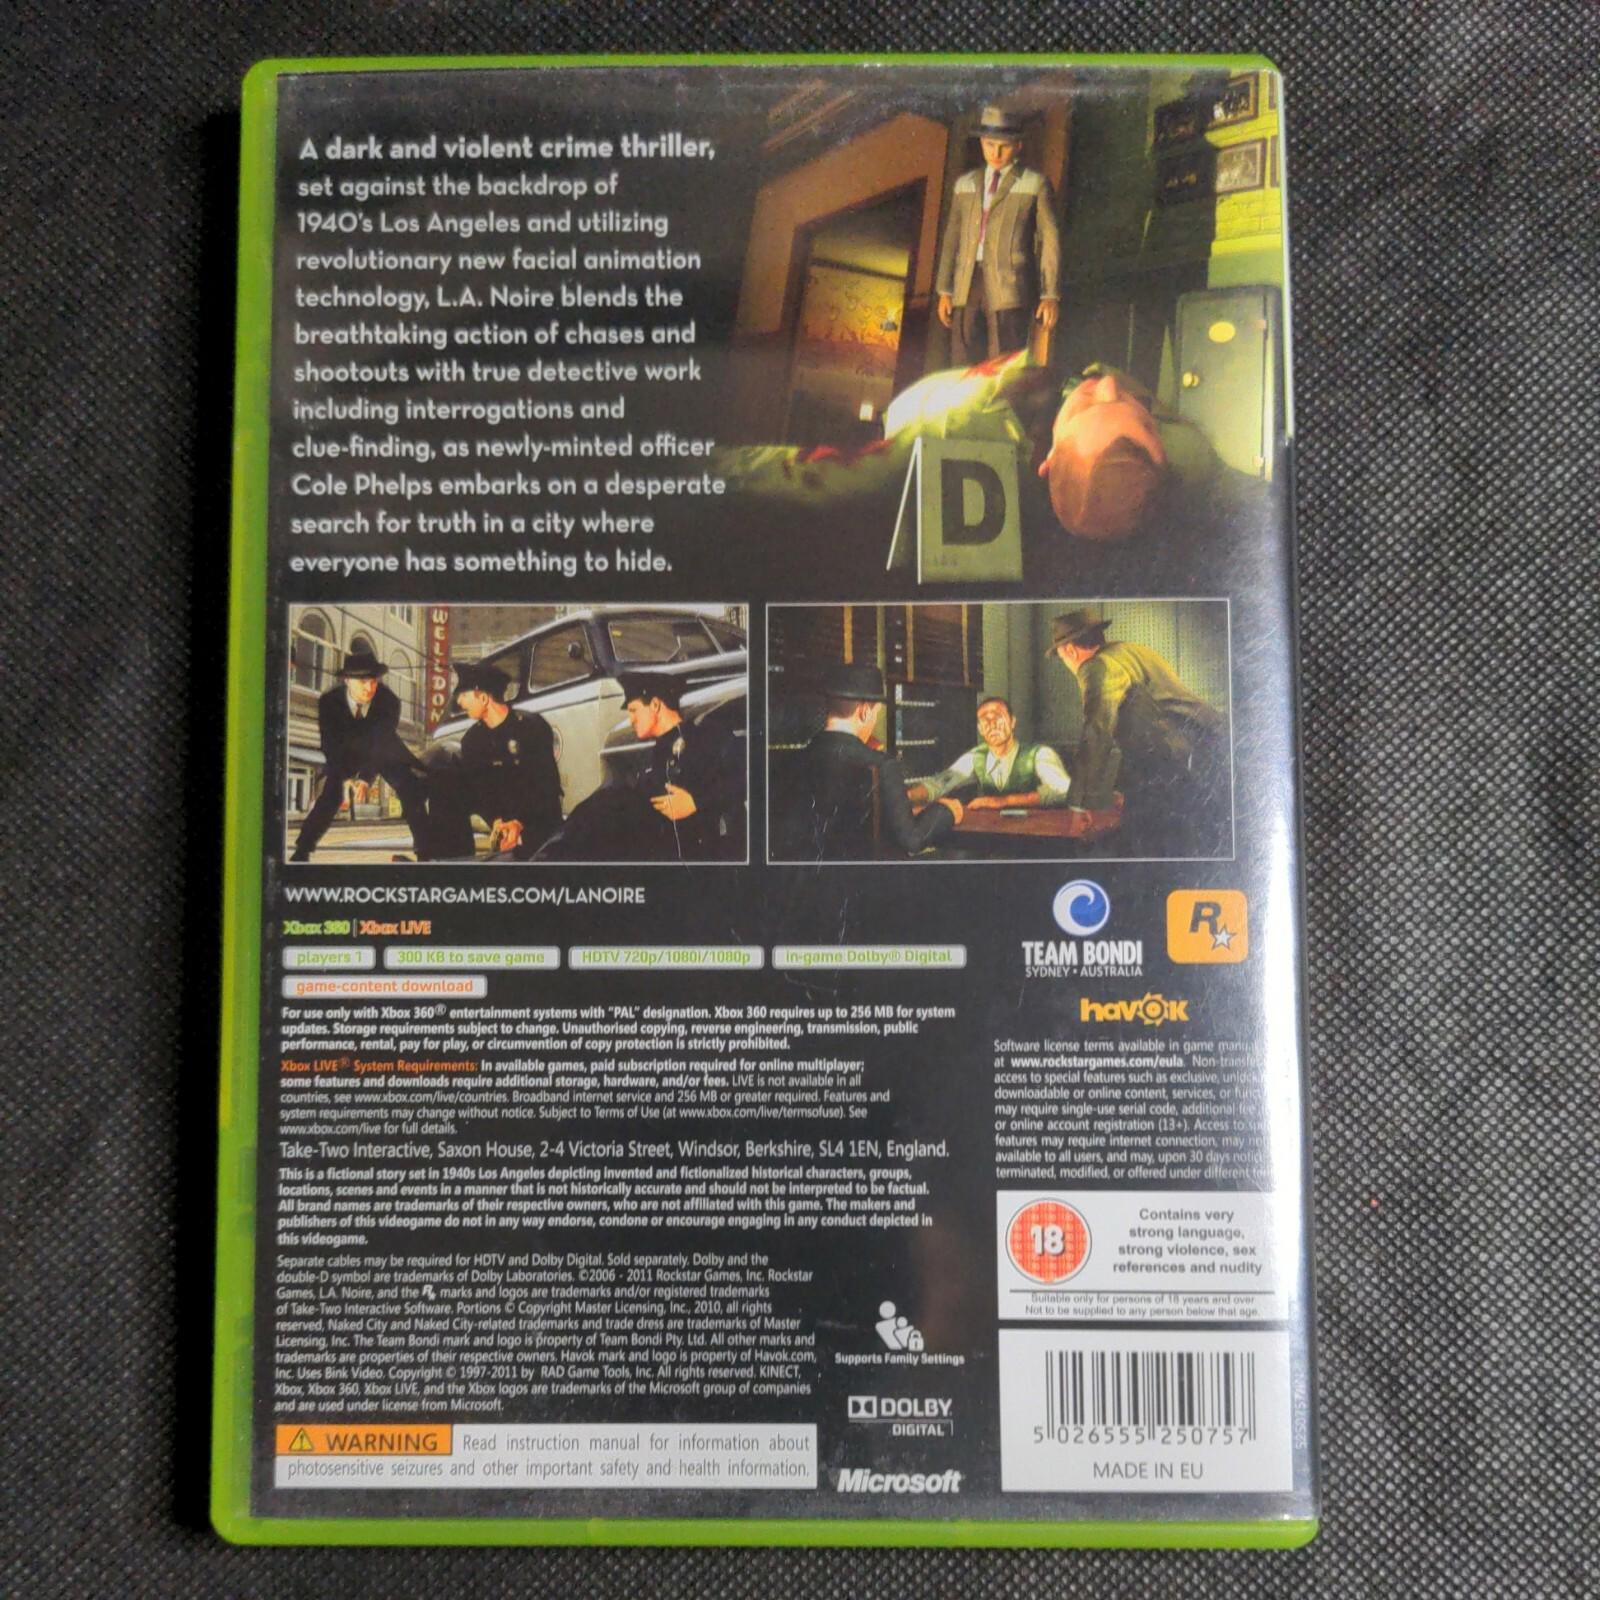 A dark and violent crime thriller,
set against the backdrop of
1940's Los Angeles and utilizing
revolutionary new facial animation
technology, L.A. Noire blends the
breathtaking action of chases and
shootouts with true detective work
including interrogations and
clue-finding, as newly-minted officer
Cole Phelps embarks on a desperate
search for truth in a city where
everyone has something to hide.
D
WELLDON
WWW.ROCKSTARGAMES.COM/LANOIRE
Xbox 360 | Xbox LIVE
players 1
300 KB to save game
HDTV 720p/1080i/1080p
in-game Dolby® Digital
game-content download
For use only with Xbox 360® entertainment systems with "PAL" designation. Xbox 360 requires up to 256 MB for system
updates. Storage requirements subject to change. Unauthorised copying, reverse engineering, transmission, public
performance, rental, pay for play, or circumvention of copy protection is strictly prohibited.
Xbox LIVE® System Requirements: In available games, paid subscription required for online multiplayer;
some features and downloads require additional storage, hardware, and/or fees. LIVE is not available in all
countries, see www.xbox.com/live/countries. Broadband internet service and 256 MB or greater required. Features and
system requirements may change without notice. Subject to Terms of Use (at www.xbox.com/live/termsofuse). See
www.xbox.com/live for full details.
Take-Two Interactive, Saxon House, 2-4 Victoria Street, Windsor, Berkshire, SL4 1EN, England.
This is a fictional story set in 1940s Los Angeles depicting invented and fictionalized historical characters, groups,
locations, scenes and events in a manner that is not historically accurate and should not be interpreted to be factual.
All brand names are trademarks of their respective owners, who are not affiliated with this game. The makers and
publishers of this videogame do not in any way endorse, condone or encourage engaging in any conduct depicted in
this videogame.
Separate cables may be required for HDTV and Dolby Digital. Sold separately. Dolby and the
double-D symbol are trademarks of Dolby Laboratories. ©2006 - 2011 Rockstar Games, Inc. Rockstar
Games, L.A. Noire, and the R marks and logos are trademarks and/or registered trademarks
of Take-Two Interactive Software. Portions © Copyright Master Licensing, Inc., 2010, all rights
reserved, Naked City and Naked City-related trademarks and trade dress are trademarks of Master
Licensing, Inc. The Team Bondi mark and logo is property of Team Bondi Pty. Ltd. All other marks and
trademarks are properties of their respective owners. Havok mark and logo is property of Havok.com,
Inc. Uses Bink Video. Copyright © 1997-2011 by RAD Game Tools, Inc. All rights reserved. KINECT,
Xbox, Xbox 360, Xbox LIVE, and the Xbox logos are trademarks of the Microsoft group of companies
and are used under license from Microsoft.
WARNING Read instruction manual for information about
photosensitive seizures and other important safety and health information.
TEAM BONDI
SYDNEY • AUSTRALIA
R
havok
Software license terms available in game manual
at www.rockstargames.com/eula. Non-transfer
access to special features such as exclusive, unlock
downloadable or online content, services, or funct
may require single-use serial code, additional fee
or online account registration (13+). Access to
features may require internet connection, may not
available to all users, and may, upon 30 days notice
terminated, modified, or offered under different
18
Contains very
strong language,
strong violence, sex
references and nudity
Suitable only for persons of 18 years and over
Not to be supplied to any person below that age.
Supports Family Settings
DOLBY
DIGITAL
Microsoft
5 026555 250757
MADE IN EU